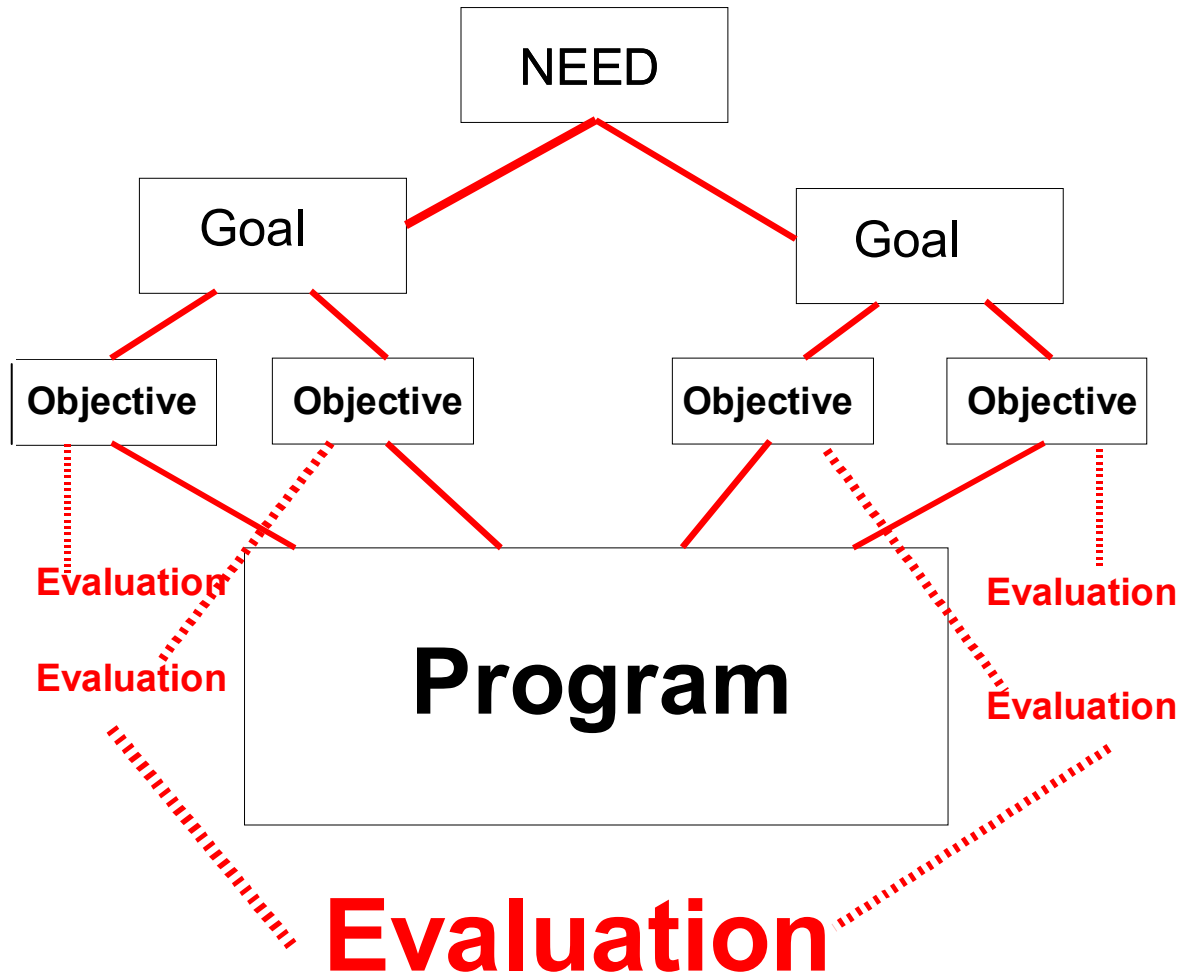 NEED
Goal
Goal
Objective
Objective
Objective
Objective
Evaluation
Evaluation
Evaluation
Program
Evaluation
Evaluation